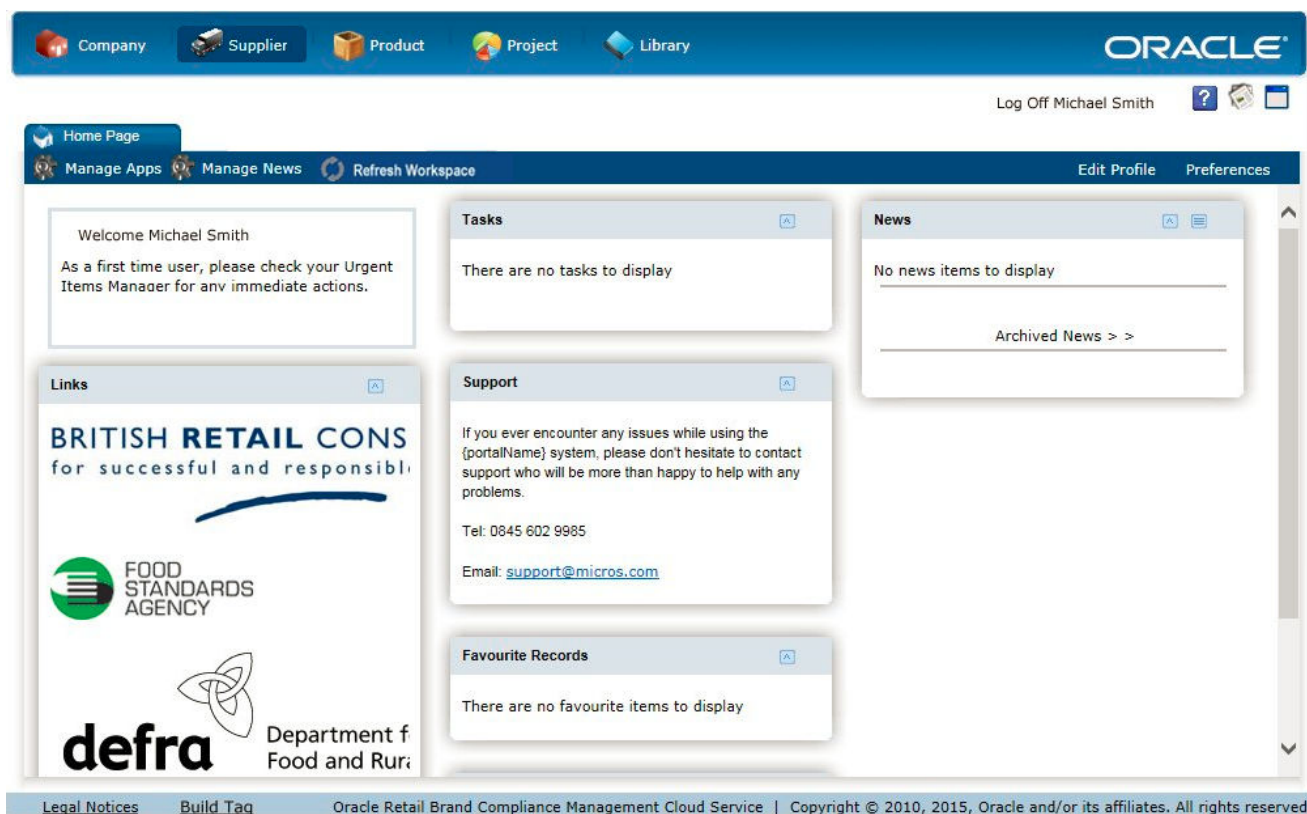 Company Supplier Product Project Library ORACLE
Log Off Michael Smith ?
Home Page
Manage Apps Manage News Refresh Workspace Edit Profile Preferences
Welcome Michael Smith
As a first time user, please check your Urgent
Items Manager for any immediate actions.
Links
BRITISH RETAIL CONS
for successful and responsibl
FOOD
STANDARDS
AGENCY
defra
Department f
Food and Rura
Tasks
There are no tasks to display
Support
If you ever encounter any issues while using the
{portalName} system, please don't hesitate to contact
support who will be more than happy to help with any
problems.
Tel: 0845 602 9985
Email: support@micros.com
Favourite Records
There are no favourite items to display
News
No news items to display
Archived News > >
Legal Notices Build Tag Oracle Retail Brand Compliance Management Cloud Service | Copyright © 2010, 2015, Oracle and/or its affiliates. All rights reserved